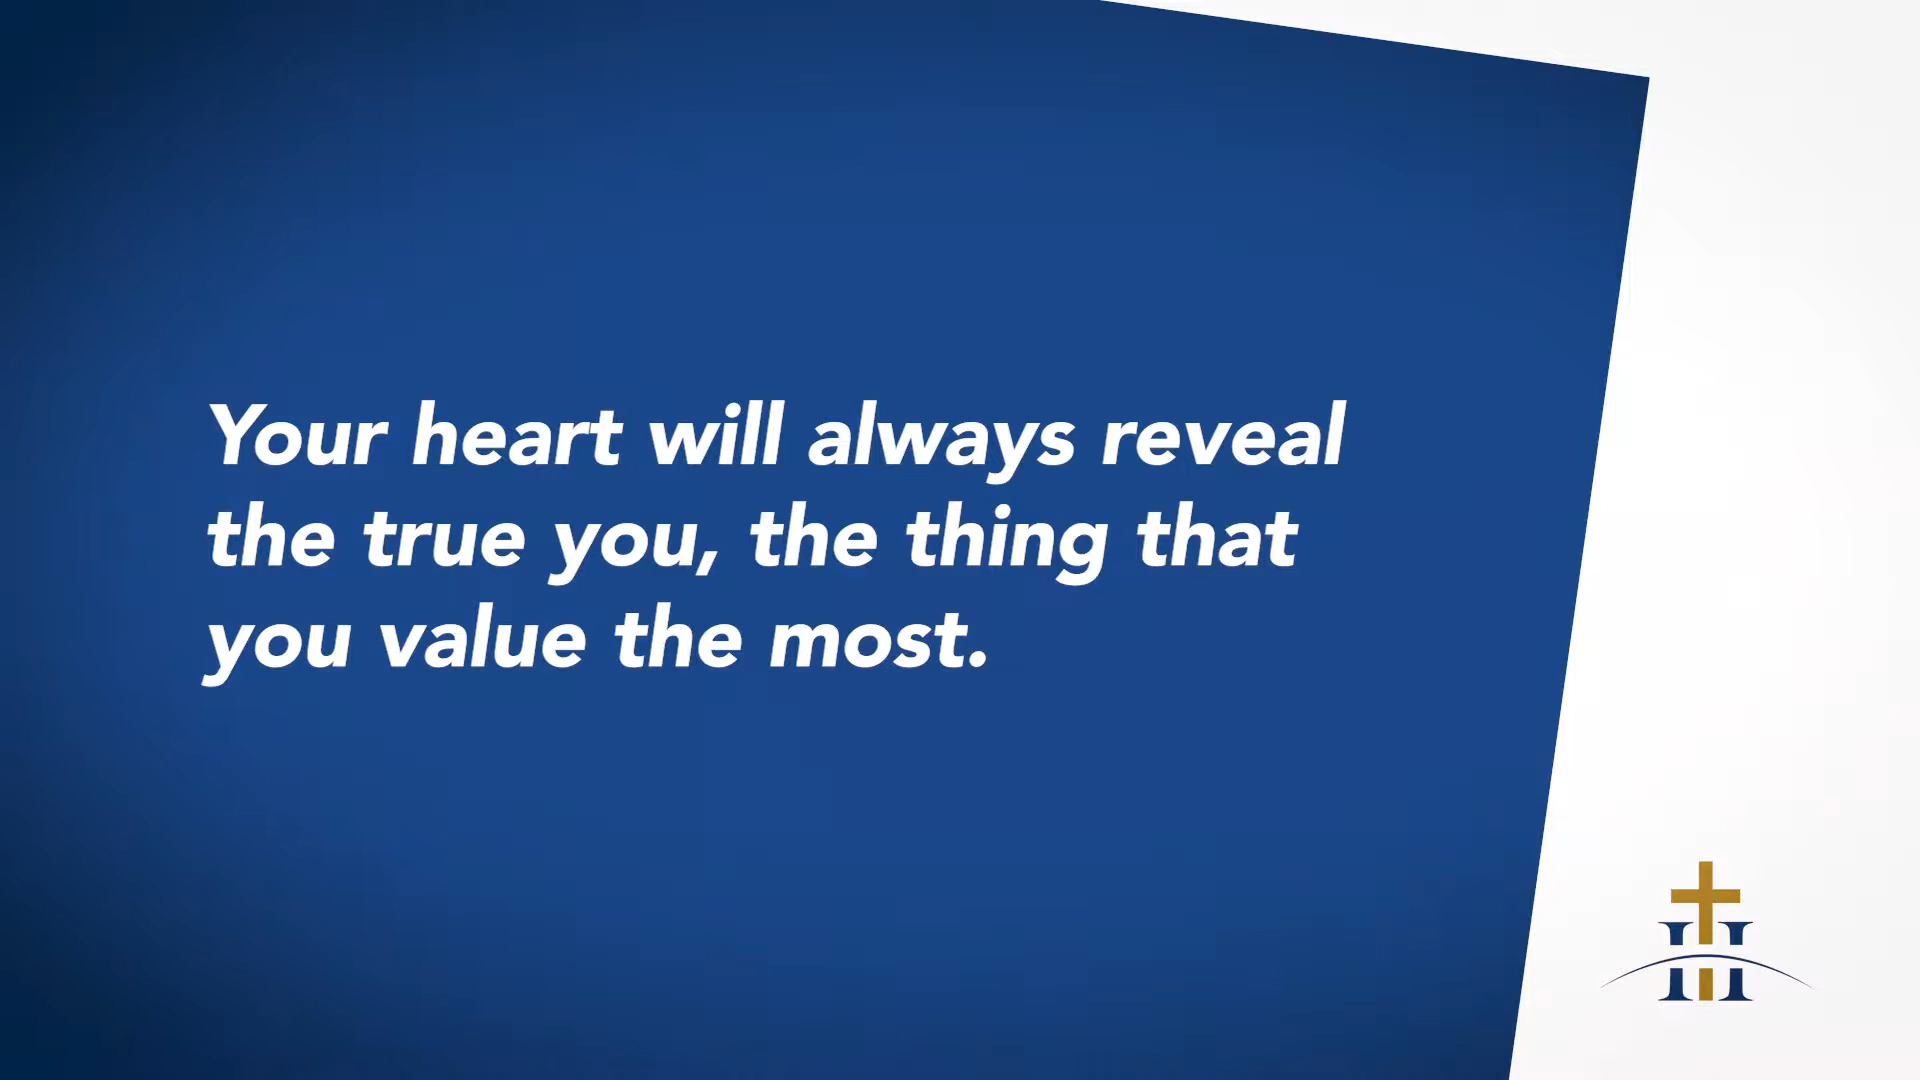 Your heart will always reveal
the true you, the thing that
you value the most.